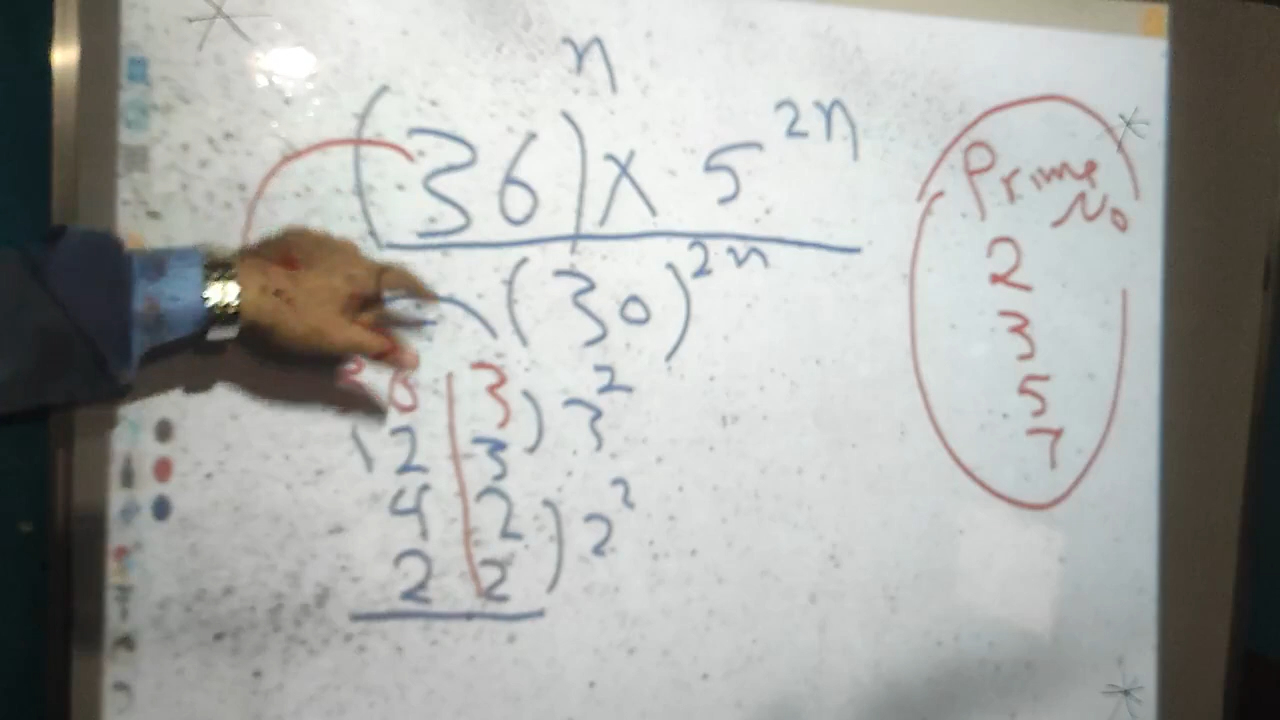 n
(36) x 5^2n
(30)^2n
36 | 3 ) 3^2
12 | 3
4 | 2 ) 2^2
2 | 2
Prime
No
2
3
5
7